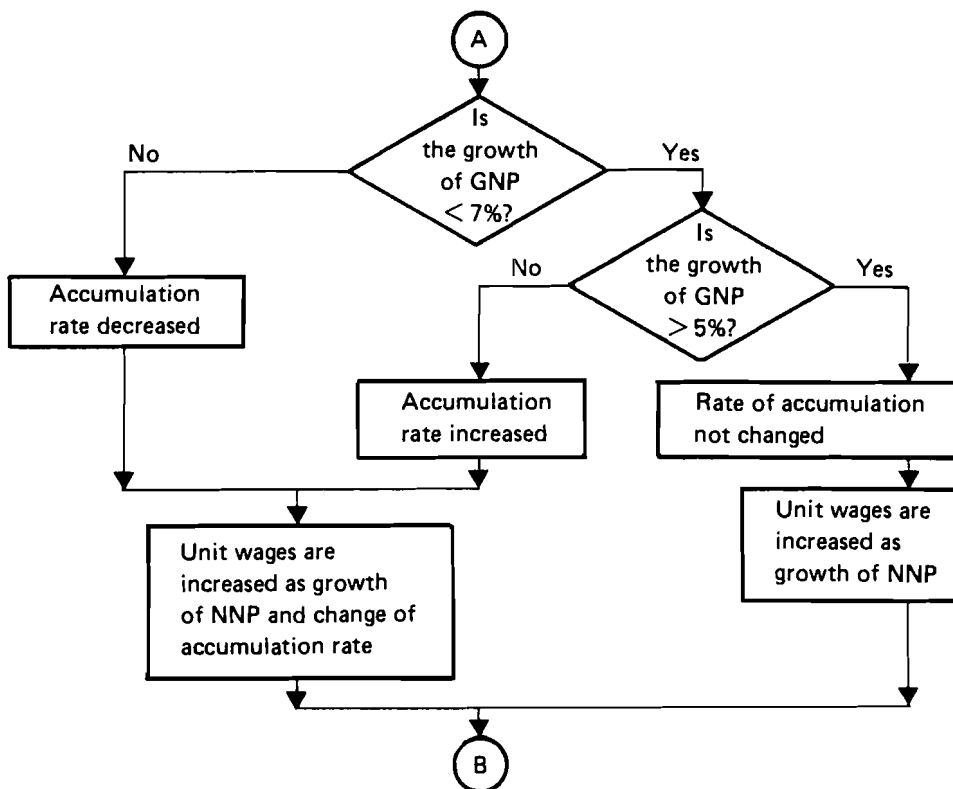 A
Is
the growth
of GNP
< 7%?
No
Yes
Is
the growth
of GNP
> 5%?
No
Yes
Accumulation
rate decreased
Accumulation
rate increased
Rate of accumulation
not changed
Unit wages are
increased as growth
of NNP and change of
accumulation rate
Unit wages are
increased as
growth of NNP
B